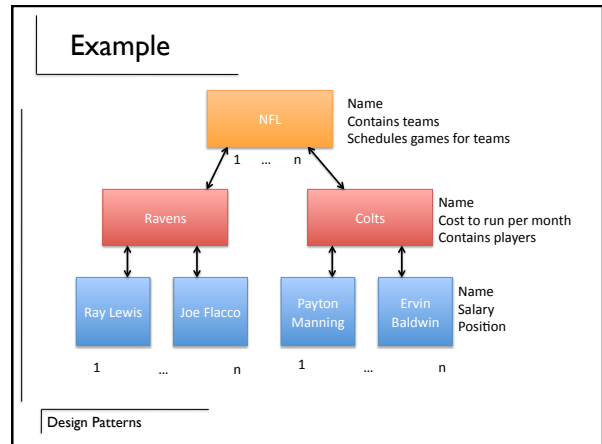 Example
NFL
Name
Contains teams
Schedules games for teams
1 ... n
Ravens
Colts
Name
Cost to run per month
Contains players
Ray Lewis
Joe Flacco
Payton
Manning
Ervin
Baldwin
Name
Salary
Position
1 ... n
1 ... n
Design Patterns